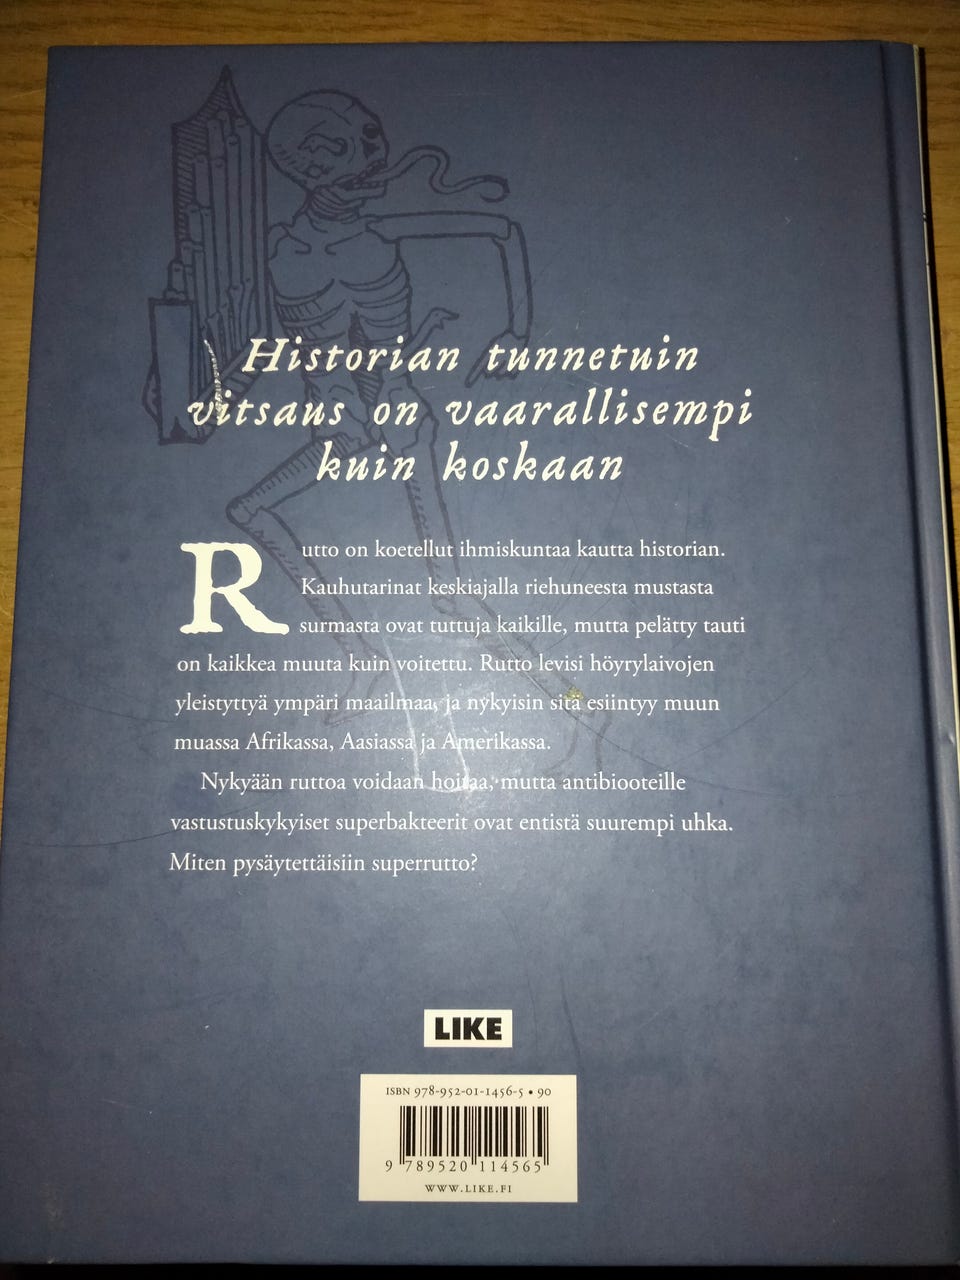 Historian tunnetuin
vitsaus on vaarallisempi
kuin koskaan
Rutto on koetellut ihmiskuntaa kautta historian.
Kauhutarinat keskiajalla riehuneesta mustasta
surmasta ovat tuttuja kaikille, mutta pelätty tauti
on kaikkea muuta kuin voitettu. Rutto levisi höyrylaivojen
yleistyttyä ympäri maailmaa, ja nykyisin sitä esiintyy muun
muassa Afrikassa, Aasiassa ja Amerikassa.
Nykyään ruttoa voidaan hoitaa, mutta antibiooteille
vastustuskykyiset superbakteerit ovat entistä suurempi uhka.
Miten pysäytettäisiin superrutto?
LIKE
ISBN 978-952-01-1456-5 • 90
9 789520 114565
WWW.LIKE.FI